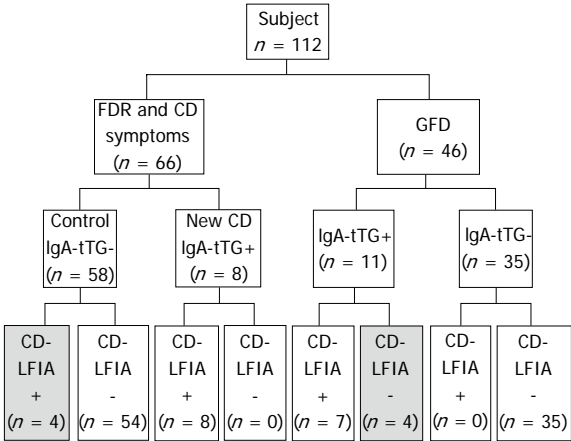 Subject
n = 112
FDR and CD
symptoms
(n = 66)
GFD
(n = 46)
Control
IgA-tTG-
(n = 58)
New CD
IgA-tTG+
(n = 8)
IgA-tTG+
(n = 11)
IgA-tTG-
(n = 35)
CD-
LFIA
+
(n = 4)
CD-
LFIA
-
(n = 54)
CD-
LFIA
+
(n = 8)
CD-
LFIA
-
(n = 0)
CD-
LFIA
+
(n = 7)
CD-
LFIA
-
(n = 4)
CD-
LFIA
+
(n = 0)
CD-
LFIA
-
(n = 35)